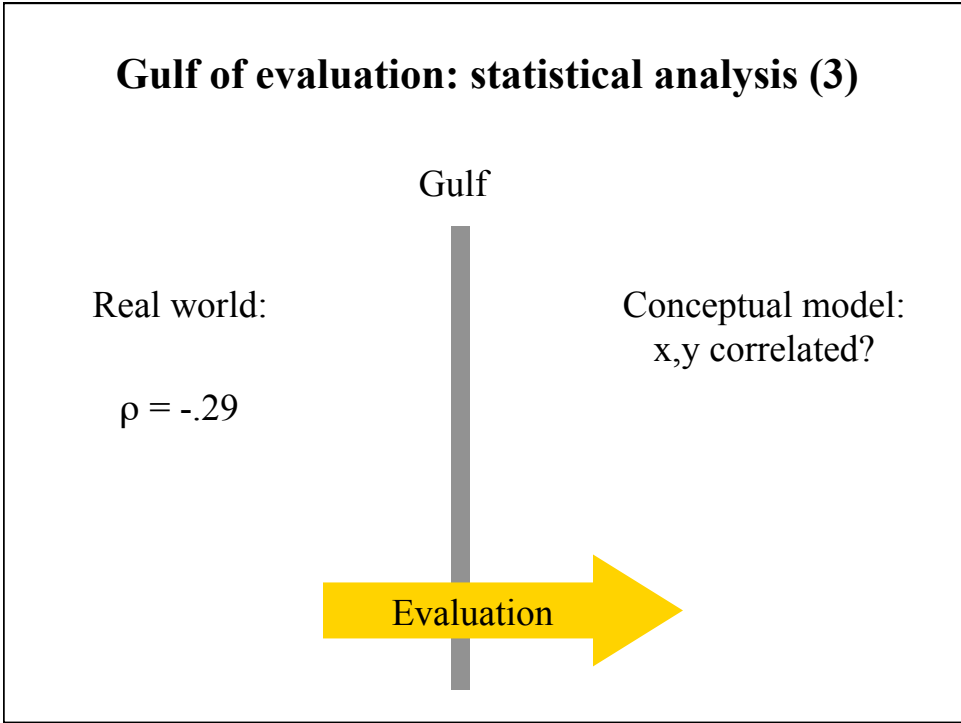 Gulf of evaluation: statistical analysis (3)
Gulf
Real world:
ρ = -.29
Conceptual model:
x,y correlated?
Evaluation